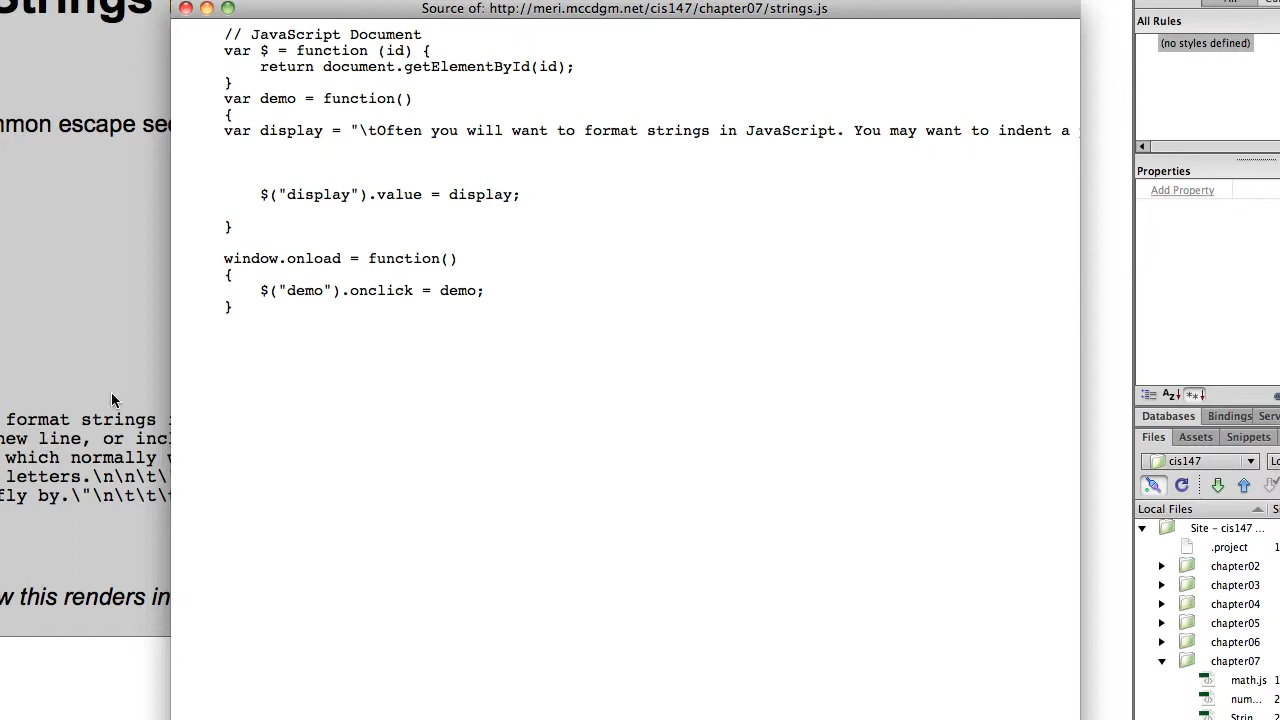 Strings
mmon escape
format strings
new line, or
which normally
letters.\n\n\t\
fly by.\"\n\t\t\t
w this renders in
Source of: http://meri.mccdgm.net/cis147/chapter07/strings.js
// JavaScript Document
var $ = function (id) {
return document.getElementById(id);
}
var demo = function()
{
var display = "\tOften you will want to format strings in JavaScript. You may want to indent a
$("display").value = display;
}
window.onload = function()
{
$("demo").onclick = demo;
}
All Rules
(no styles defined)
Properties
Add Property
Az↓ **↓
Databases Bindings
Files Assets Snippets
cis147
Local Files
Site - cis147 ...
.project
chapter02
chapter03
chapter04
chapter05
chapter06
chapter07
math.js
num...